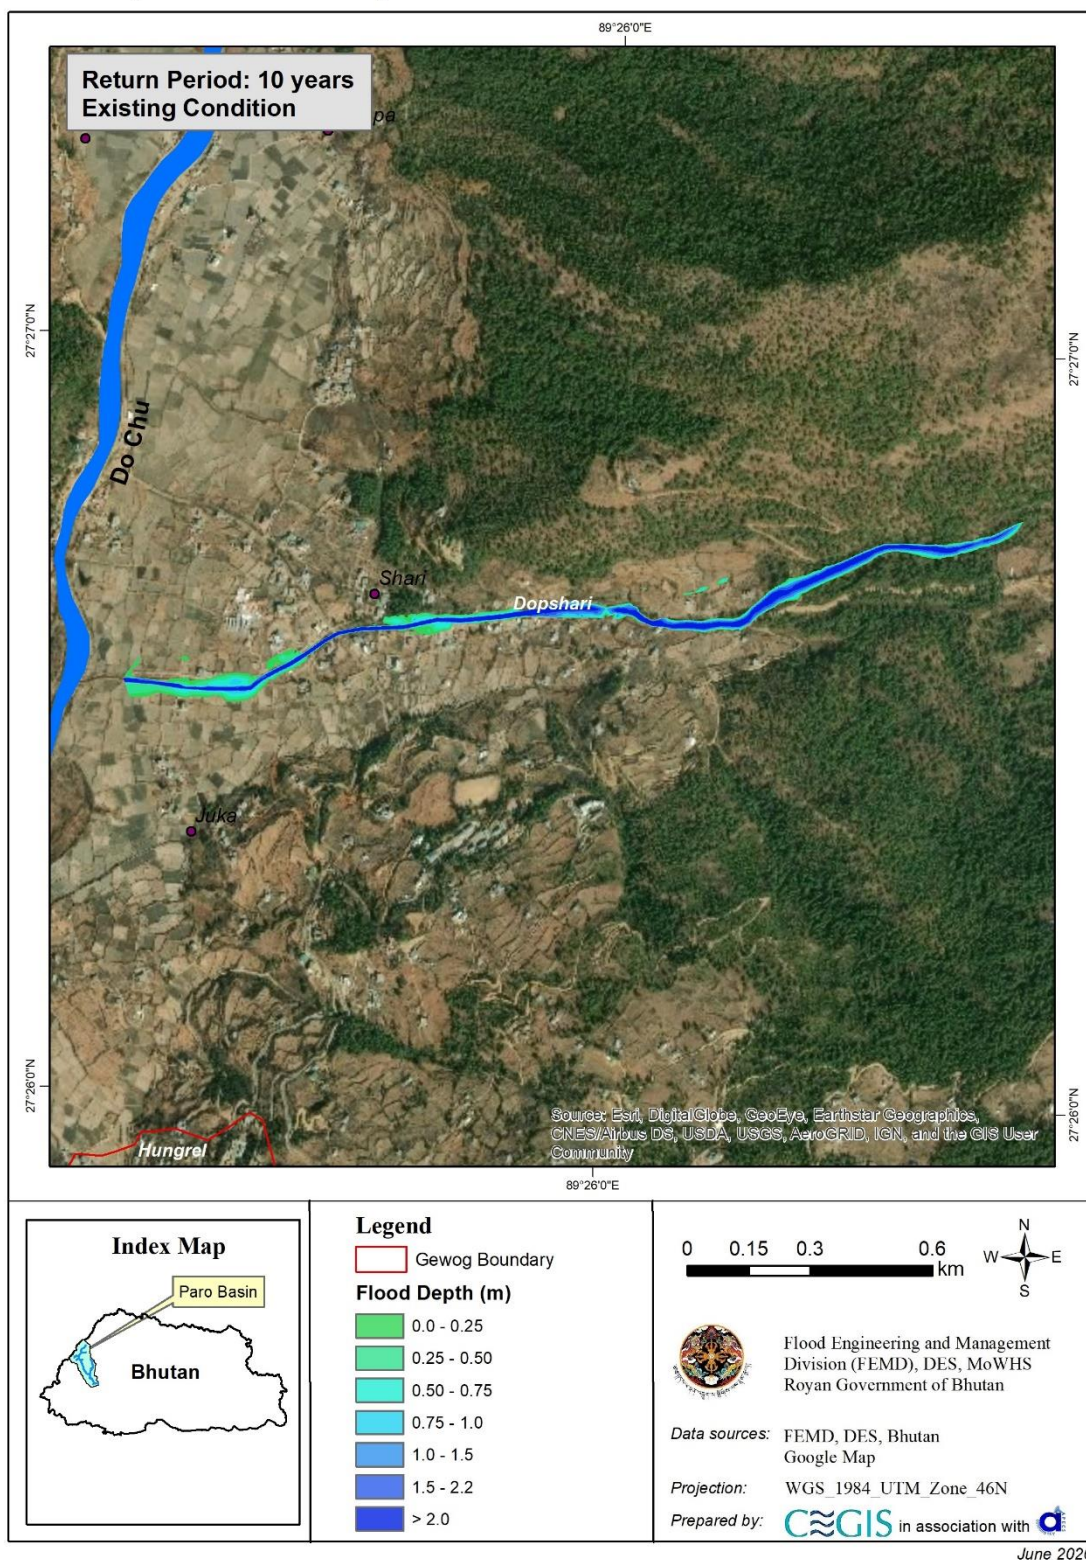 89°26'0"E
Return Period: 10 years
Existing Condition
pa
27°27'0"N
27°27'0"N
Do Chu
Shari
Dopshari
Juka
27°26'0"N
27°26'0"N
Source: Esri, DigitalGlobe, GeoEye, Earthstar Geographics,
CNES/Airbus DS, USDA, USGS, AeroGRID, IGN, and the GIS User
Community
Hungrel
89°26'0"E
Index Map
Paro Basin
Bhutan
Legend
Gewog Boundary
Flood Depth (m)
0.0 - 0.25
0.25 - 0.50
0.50 - 0.75
0.75 - 1.0
1.0 - 1.5
1.5 - 2.2
> 2.0
0 0.15 0.3 0.6
km
N
W E
S
Flood Engineering and Management
Division (FEMD), DES, MoWHS
Royan Government of Bhutan
Data sources: FEMD, DES, Bhutan
Google Map
Projection: WGS_1984_UTM_Zone_46N
Prepared by: CEGIS in association with